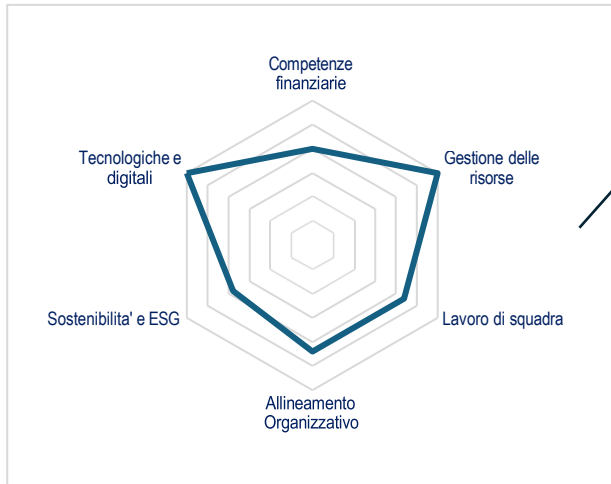 Competenze
finanziarie
Tecnologiche e
digitali
Gestione delle
risorse
Sostenibilita' e ESG
Lavoro di squadra
Allineamento
Organizzativo